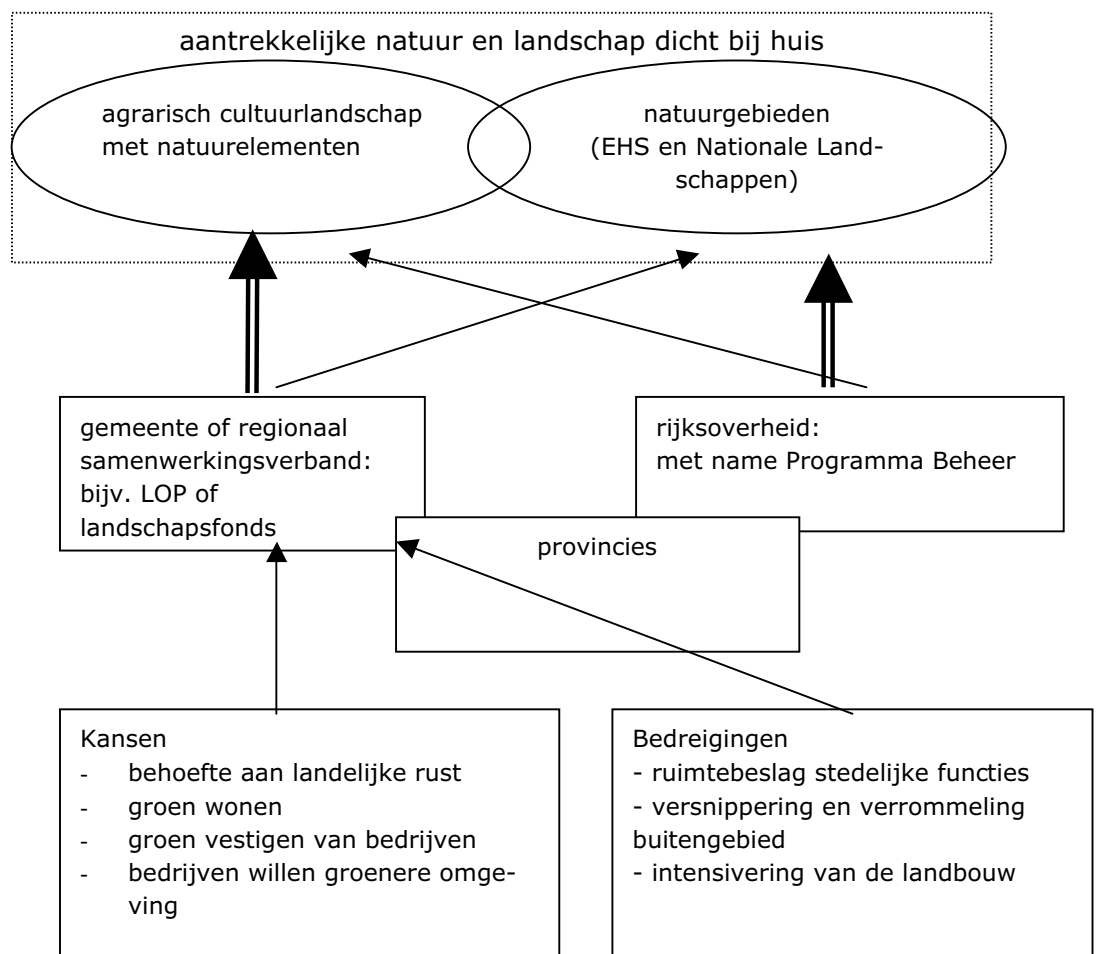 aantrekkelijke natuur en landschap dicht bij huis
agrarisch cultuurlandschap
met natuurelementen
natuurgebieden
(EHS en Nationale Land-
schappen)
gemeente of regionaal
samenwerkingsverband:
bijv. LOP of
landschapsfonds
rijksoverheid:
met name Programma Beheer
provincies
Kansen
- behoefte aan landelijke rust
- groen wonen
- groen vestigen van bedrijven
- bedrijven willen groenere omge-
ving
Bedreigingen
- ruimtebeslag stedelijke functies
- versnippering en verrommeling
buitengebied
- intensivering van de landbouw